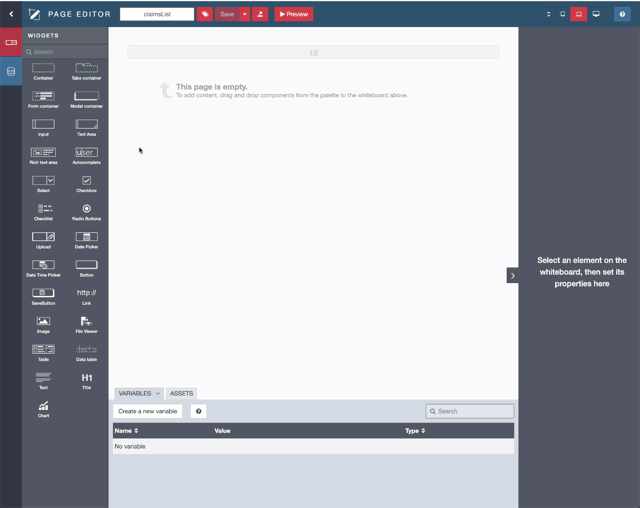 PAGE EDITOR
claimsList
Save
Preview
?
WIDGETS
Search
Container
Tabs container
Form container
Modal container
Input
Text Area
Rich text area
user
Autocomplete
Select
Checkbox
Checklist
Radio Buttons
Upload
Date Picker
Date Time Picker
Button
SaveButton
http://
Link
Image
File Viewer
Table
Data table
Text
H1
Title
Chart
12
This page is empty.
To add content, drag and drop components from the palette to the whiteboard above.
Select an element on the
whiteboard, then set its
properties here
VARIABLES
ASSETS
Create a new variable
?
Search
Name
Value
Type
No variable